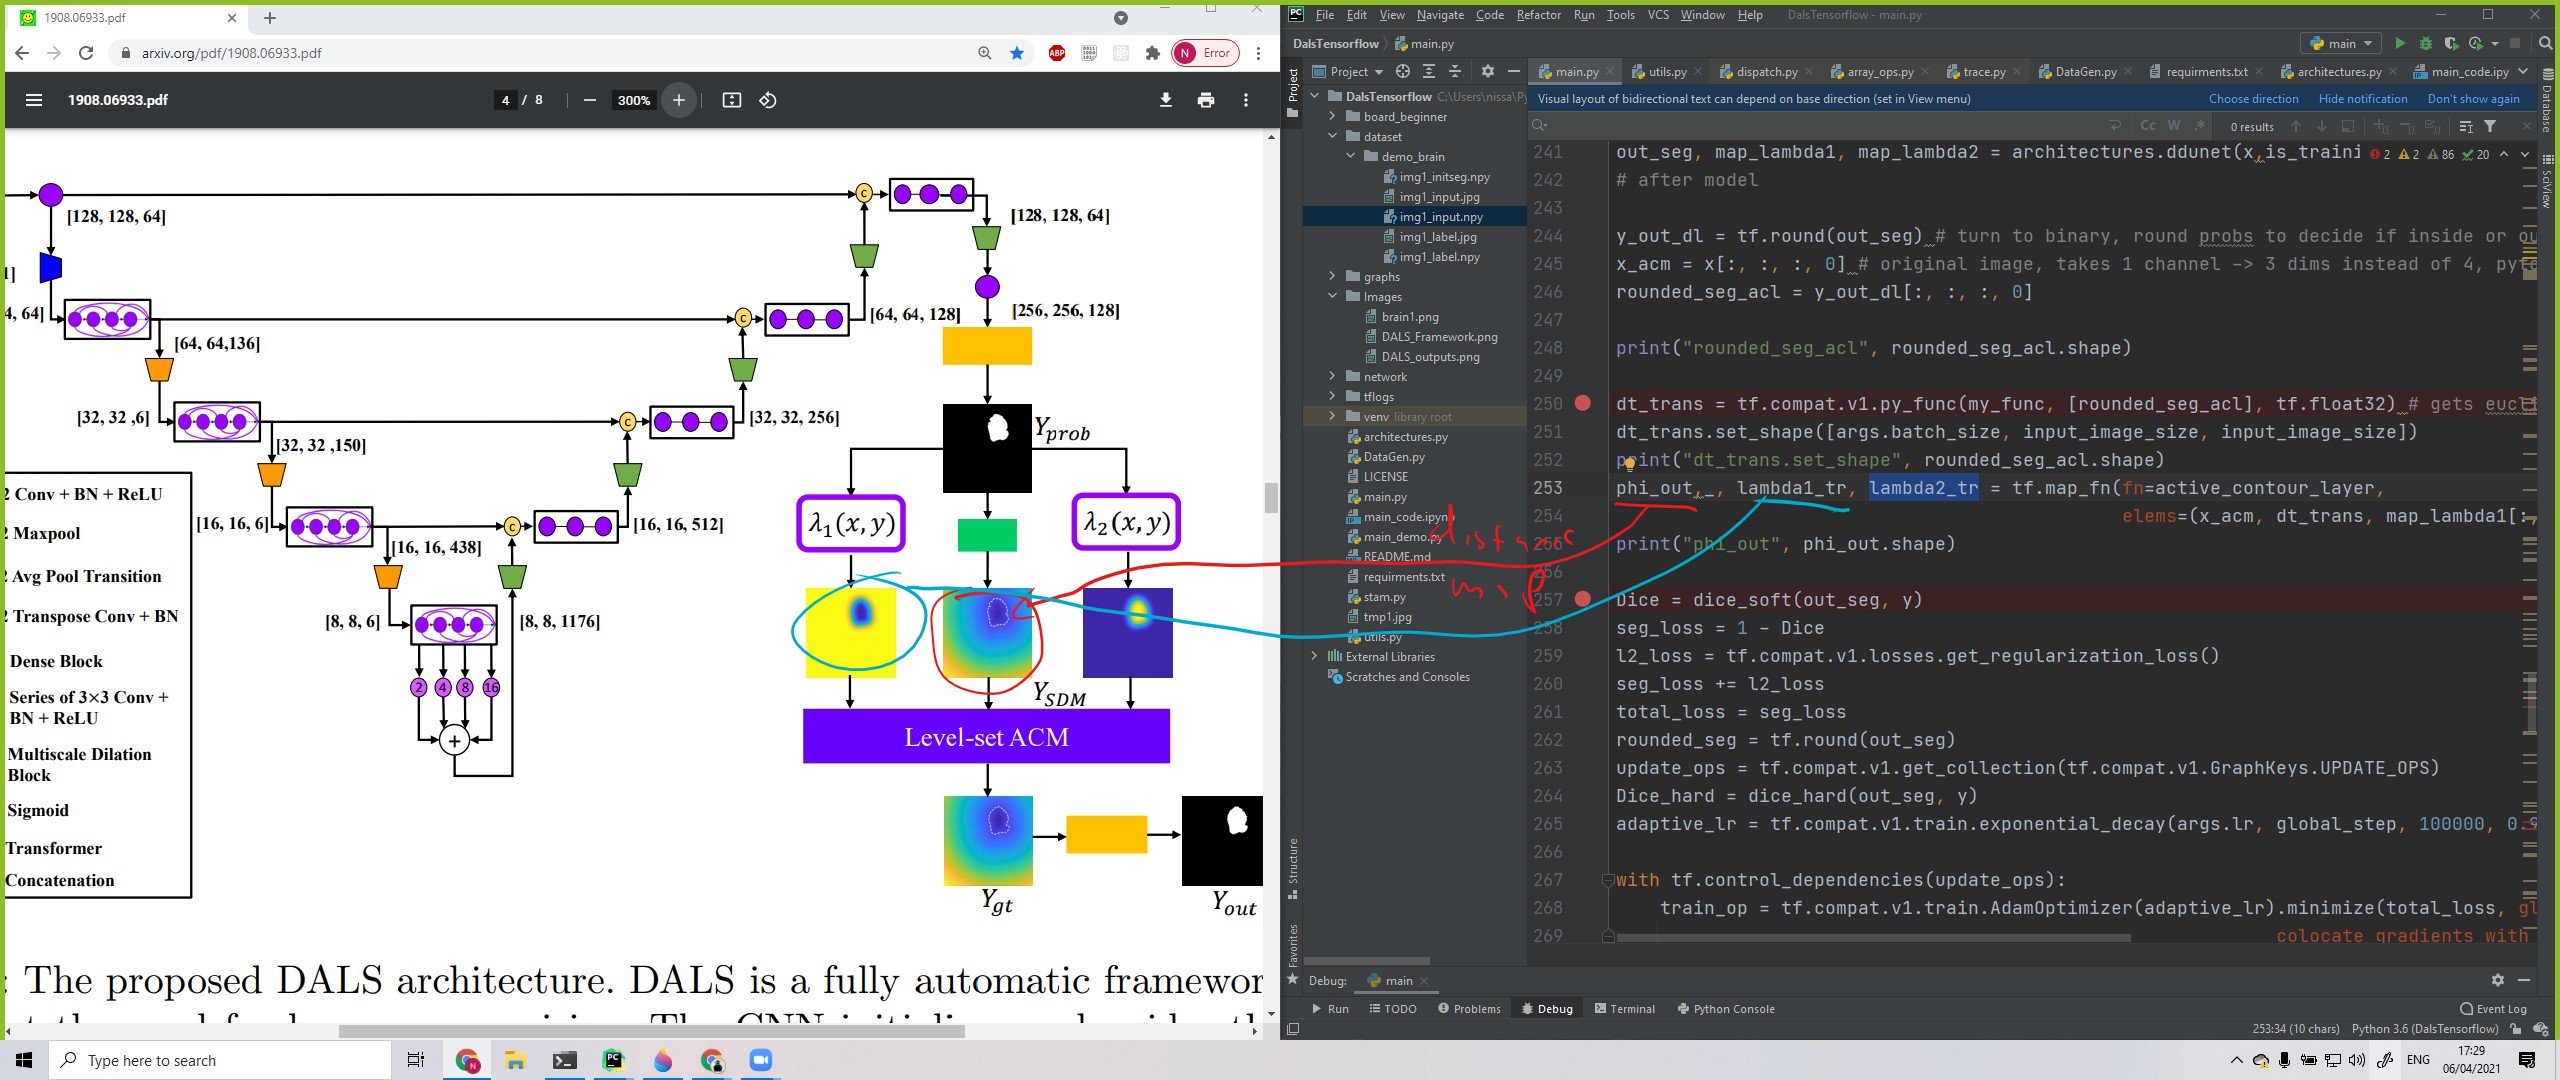 1908.06933.pdf
arxiv.org/pdf/1908.06933.pdf
Error
1908.06933.pdf
4 / 8
300%
[128, 128, 64]
[128, 128, 64]
[64, 64, 128]
[256, 256, 128]
[64, 64,136]
[32, 32 ,6]
[32, 32, 256]
[32, 32 ,150]
[16, 16, 6]
[16, 16, 512]
[16, 16, 438]
[8, 8, 6]
[8, 8, 1176]
2 4 8 16
2 Conv + BN + ReLU
2 Maxpool
2 Avg Pool Transition
2 Transpose Conv + BN
Dense Block
Series of 3×3 Conv +
BN + ReLU
Multiscale Dilation
Block
Sigmoid
Transformer
Concatenation
Yprob
λ1(x, y)
λ2(x, y)
YSDM
Level-set ACM
Ygt
Yout
: The proposed DALS architecture. DALS is a fully automatic framewor
distance
map
File Edit View Navigate Code Refactor Run Tools VCS Window Help DalsTensorflow - main.py
DalsTensorflow main.py
main
Project
main.py utils.py dispatch.py array_ops.py trace.py DataGen.py requirments.txt architectures.py main_code.ipy
Visual layout of bidirectional text can depend on base direction (set in View menu) Choose direction Hide notification Don't show again
Cc W .* 0 results
DalsTensorflow C:\Users\nissa\Py
board_beginner
dataset
demo_brain
img1_initseg.npy
img1_input.jpg
img1_input.npy
img1_label.jpg
img1_label.npy
graphs
Images
brain1.png
DALS_Framework.png
DALS_outputs.png
network
tflogs
venv library root
architectures.py
DataGen.py
LICENSE
main.py
main_code.ipynb
main_demo.py
README.md
requirments.txt
stam.py
tmp1.jpg
utils.py
External Libraries
Scratches and Consoles
2 2 86 20
241 out_seg, map_lambda1, map_lambda2 = architectures.ddunet(x,is_traini
242 # after model
243
244 y_out_dl = tf.round(out_seg) # turn to binary, round probs to decide if inside or ou
245 x_acm = x[:, :, :, 0] # original image, takes 1 channel -> 3 dims instead of 4, pyt
246 rounded_seg_acl = y_out_dl[:, :, :, 0]
247
248 print("rounded_seg_acl", rounded_seg_acl.shape)
249
250 dt_trans = tf.compat.v1.py_func(my_func, [rounded_seg_acl], tf.float32) # gets eucl
251 dt_trans.set_shape([args.batch_size, input_image_size, input_image_size])
252 print("dt_trans.set_shape", rounded_seg_acl.shape)
253 phi_out,_, lambda1_tr, lambda2_tr = tf.map_fn(fn=active_contour_layer,
254 elems=(x_acm, dt_trans, map_lambda1[:,
255 print("phi_out", phi_out.shape)
256
257 Dice = dice_soft(out_seg, y)
258 seg_loss = 1 - Dice
259 l2_loss = tf.compat.v1.losses.get_regularization_loss()
260 seg_loss += l2_loss
261 total_loss = seg_loss
262 rounded_seg = tf.round(out_seg)
263 update_ops = tf.compat.v1.get_collection(tf.compat.v1.GraphKeys.UPDATE_OPS)
264 Dice_hard = dice_hard(out_seg, y)
265 adaptive_lr = tf.compat.v1.train.exponential_decay(args.lr, global_step, 100000, 0.9
266
267 with tf.control_dependencies(update_ops):
268 train_op = tf.compat.v1.train.AdamOptimizer(adaptive_lr).minimize(total_loss, gl
269 colocate_gradients_with
Project
Structure
Favorites
Database
SciView
Debug: main
Run TODO Problems Debug Terminal Python Console Event Log
253:34 (10 chars) Python 3.6 (DalsTensorflow)
Type here to search
ENG
17:29
06/04/2021